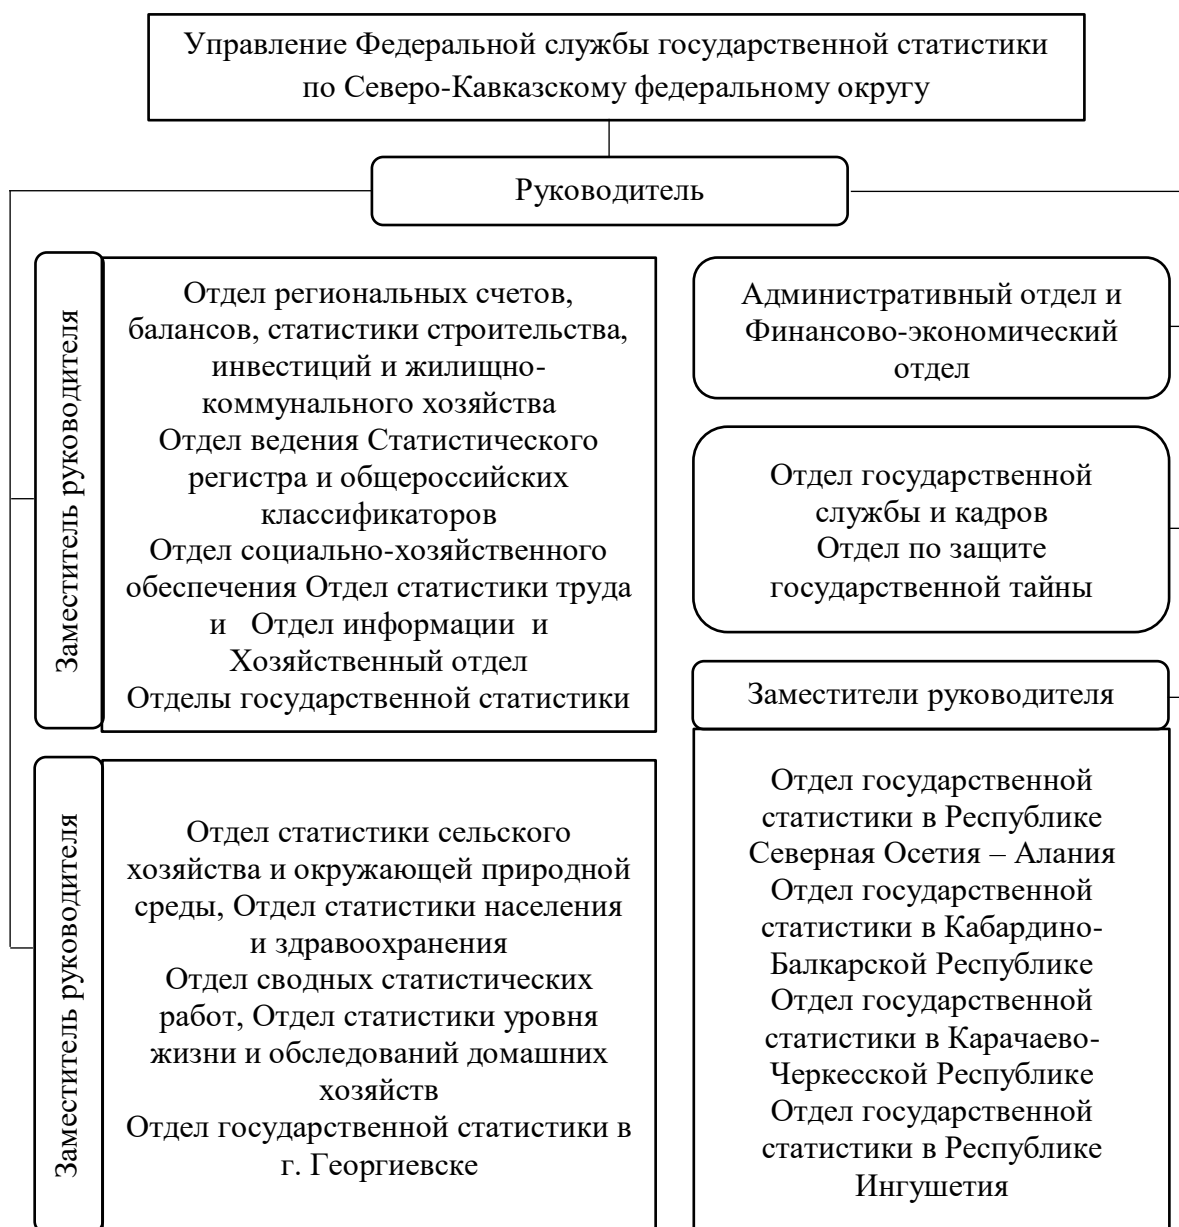 Управление Федеральной службы государственной статистики
по Северо-Кавказскому федеральному округу
Руководитель
Заместитель руководителя
Отдел региональных счетов,
балансов, статистики строительства,
инвестиций и жилищно-
коммунального хозяйства
Отдел ведения Статистического
регистра и общероссийских
классификаторов
Отдел социально-хозяйственного
обеспечения Отдел статистики труда
и Отдел информации и
Хозяйственный отдел
Отделы государственной статистики
Заместитель руководителя
Отдел статистики сельского
хозяйства и окружающей природной
среды, Отдел статистики населения
и здравоохранения
Отдел сводных статистических
работ, Отдел статистики уровня
жизни и обследований домашних
хозяйств
Отдел государственной статистики в
г. Георгиевске
Административный отдел и
Финансово-экономический
отдел
Отдел государственной
службы и кадров
Отдел по защите
государственной тайны
Заместители руководителя
Отдел государственной
статистики в Республике
Северная Осетия – Алания
Отдел государственной
статистики в Кабардино-
Балкарской Республике
Отдел государственной
статистики в Карачаево-
Черкесской Республике
Отдел государственной
статистики в Республике
Ингушетия